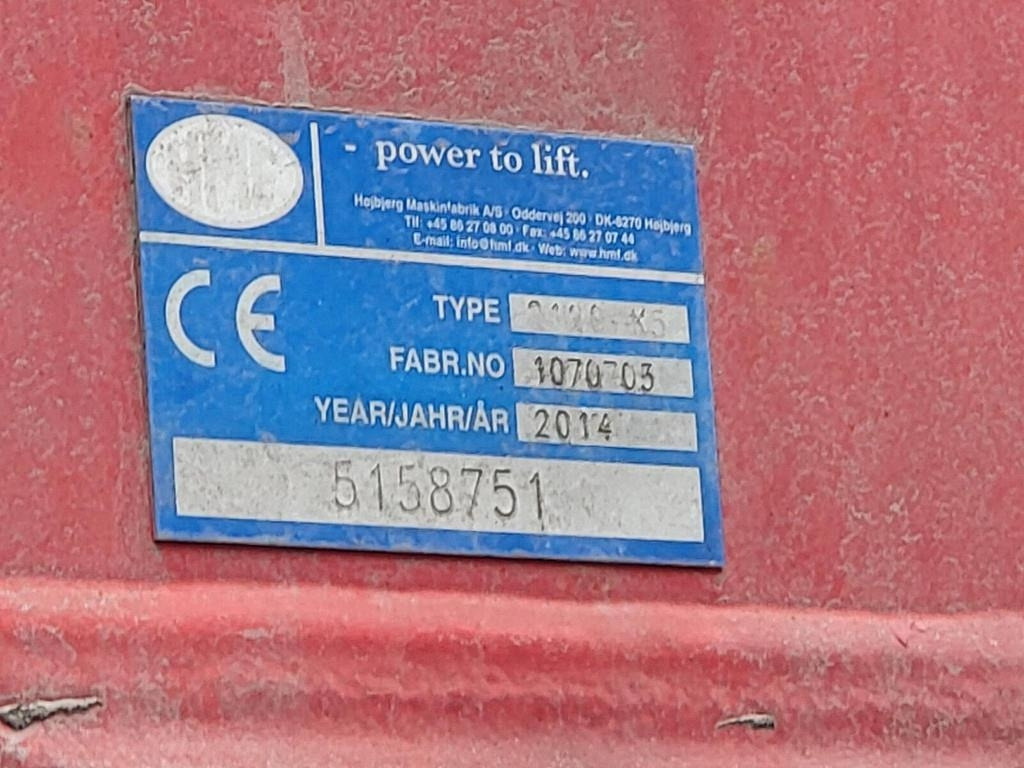 - power to lift.
Højbjerg Maskinfabrik A/S · Oddervej 200 · DK-8270 Højbjerg
Tlf: +45 86 27 08 00 · Fax: +45 86 27 07 44
E-mail: info@hmf.dk · Web: www.hmf.dk
CE
TYPE
FABR.NO 1070703
YEAR/JAHR/ÅR 2014
5158751